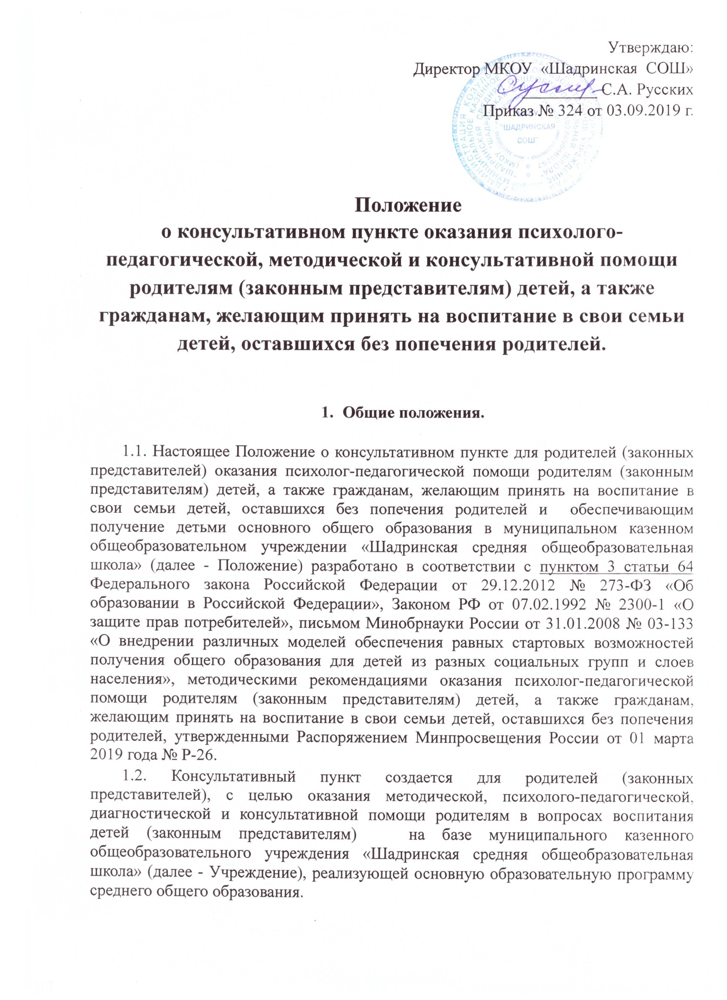 Утверждаю:
Директор МКОУ «Шадринская СОШ»
С.А. Русских
Приказ № 324 от 03.09.2019 г.
"ШАДРИНСКАЯ
СОШ"
Положение
о консультативном пункте оказания психолого-
педагогической, методической и консультативной помощи
родителям (законным представителям) детей, а также
гражданам, желающим принять на воспитание в свои семьи
детей, оставшихся без попечения родителей.
1. Общие положения.
1.1. Настоящее Положение о консультативном пункте для родителей (законных
представителей) оказания психолог-педагогической помощи родителям (законным
представителям) детей, а также гражданам, желающим принять на воспитание в
свои семьи детей, оставшихся без попечения родителей и обеспечивающим
получение детьми основного общего образования в муниципальном казенном
общеобразовательном учреждении «Шадринская средняя общеобразовательная
школа» (далее - Положение) разработано в соответствии с пунктом 3 статьи 64
Федерального закона Российской Федерации от 29.12.2012 № 273-ФЗ «Об
образовании в Российской Федерации», Законом РФ от 07.02.1992 № 2300-1 «О
защите прав потребителей», письмом Минобрнауки России от 31.01.2008 № 03-133
«О внедрении различных моделей обеспечения равных стартовых возможностей
получения общего образования для детей из разных социальных групп и слоев
населения», методическими рекомендациями оказания психолог-педагогической
помощи родителям (законным представителям) детей, а также гражданам,
желающим принять на воспитание в свои семьи детей, оставшихся без попечения
родителей, утвержденными Распоряжением Минпросвещения России от 01 марта
2019 года № Р-26.
1.2. Консультативный пункт создается для родителей (законных
представителей), с целью оказания методической, психолого-педагогической,
диагностической и консультативной помощи родителям в вопросах воспитания
детей (законным представителям) на базе муниципального казенного
общеобразовательного учреждения «Шадринская средняя общеобразовательная
школа» (далее - Учреждение), реализующей основную образовательную программу
среднего общего образования.